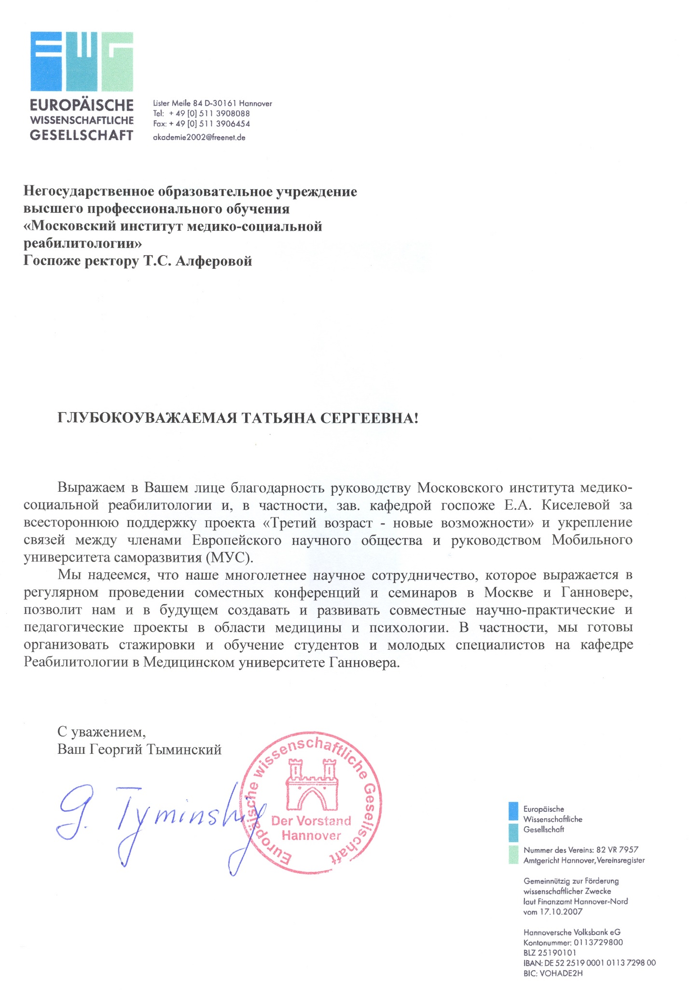 EWG
EUROPÄISCHE
WISSENSCHAFTLICHE
GESELLSCHAFT
Lister Meile 84 D-30161 Hannover
Tel: + 49 [0] 511 3908088
Fax: + 49 [0] 511 3906454
akademie2002@freenet.de
Негосударственное образовательное учреждение
высшего профессионального обучения
«Московский институт медико-социальной
реабилитологии»
Госпоже ректору Т.С. Алферовой
ГЛУБОКОУВАЖАЕМАЯ ТАТЬЯНА СЕРГЕЕВНА!
Выражаем в Вашем лице благодарность руководству Московского института медико-
социальной реабилитологии и, в частности, зав. кафедрой госпоже Е.А. Киселевой за
всестороннюю поддержку проекта «Третий возраст - новые возможности» и укрепление
связей между членами Европейского научного общества и руководством Мобильного
университета саморазвития (МУС).
Мы надеемся, что наше многолетнее научное сотрудничество, которое выражается в
регулярном проведении соместных конференций и семинаров в Москве и Ганновере,
позволит нам и в будущем создавать и развивать совместные научно-практические и
педагогические проекты в области медицины и психологии. В частности, мы готовы
организовать стажировки и обучение студентов и молодых специалистов на кафедре
Реабилитологии в Медицинском университете Ганновера.
С уважением,
Ваш Георгий Тыминский
G. Tyminskiy
Europäische wissenschaftliche Gesellschaft
Der Vorstand
Hannover
Europäische
Wissenschaftliche
Gesellschaft
Nummer des Vereins: 82 VR 7957
Amtgericht Hannover, Vereinsregister
Gemeinnützig zur Förderung
wissenschaftlicher Zwecke
laut Finanzamt Hannover-Nord
vom 17.10.2007
Hannoversche Volksbank eG
Kontonummer: 0113729800
BLZ 25190101
IBAN: DE 52 2519 0001 0113 7298 00
BIC: VOHADE2H